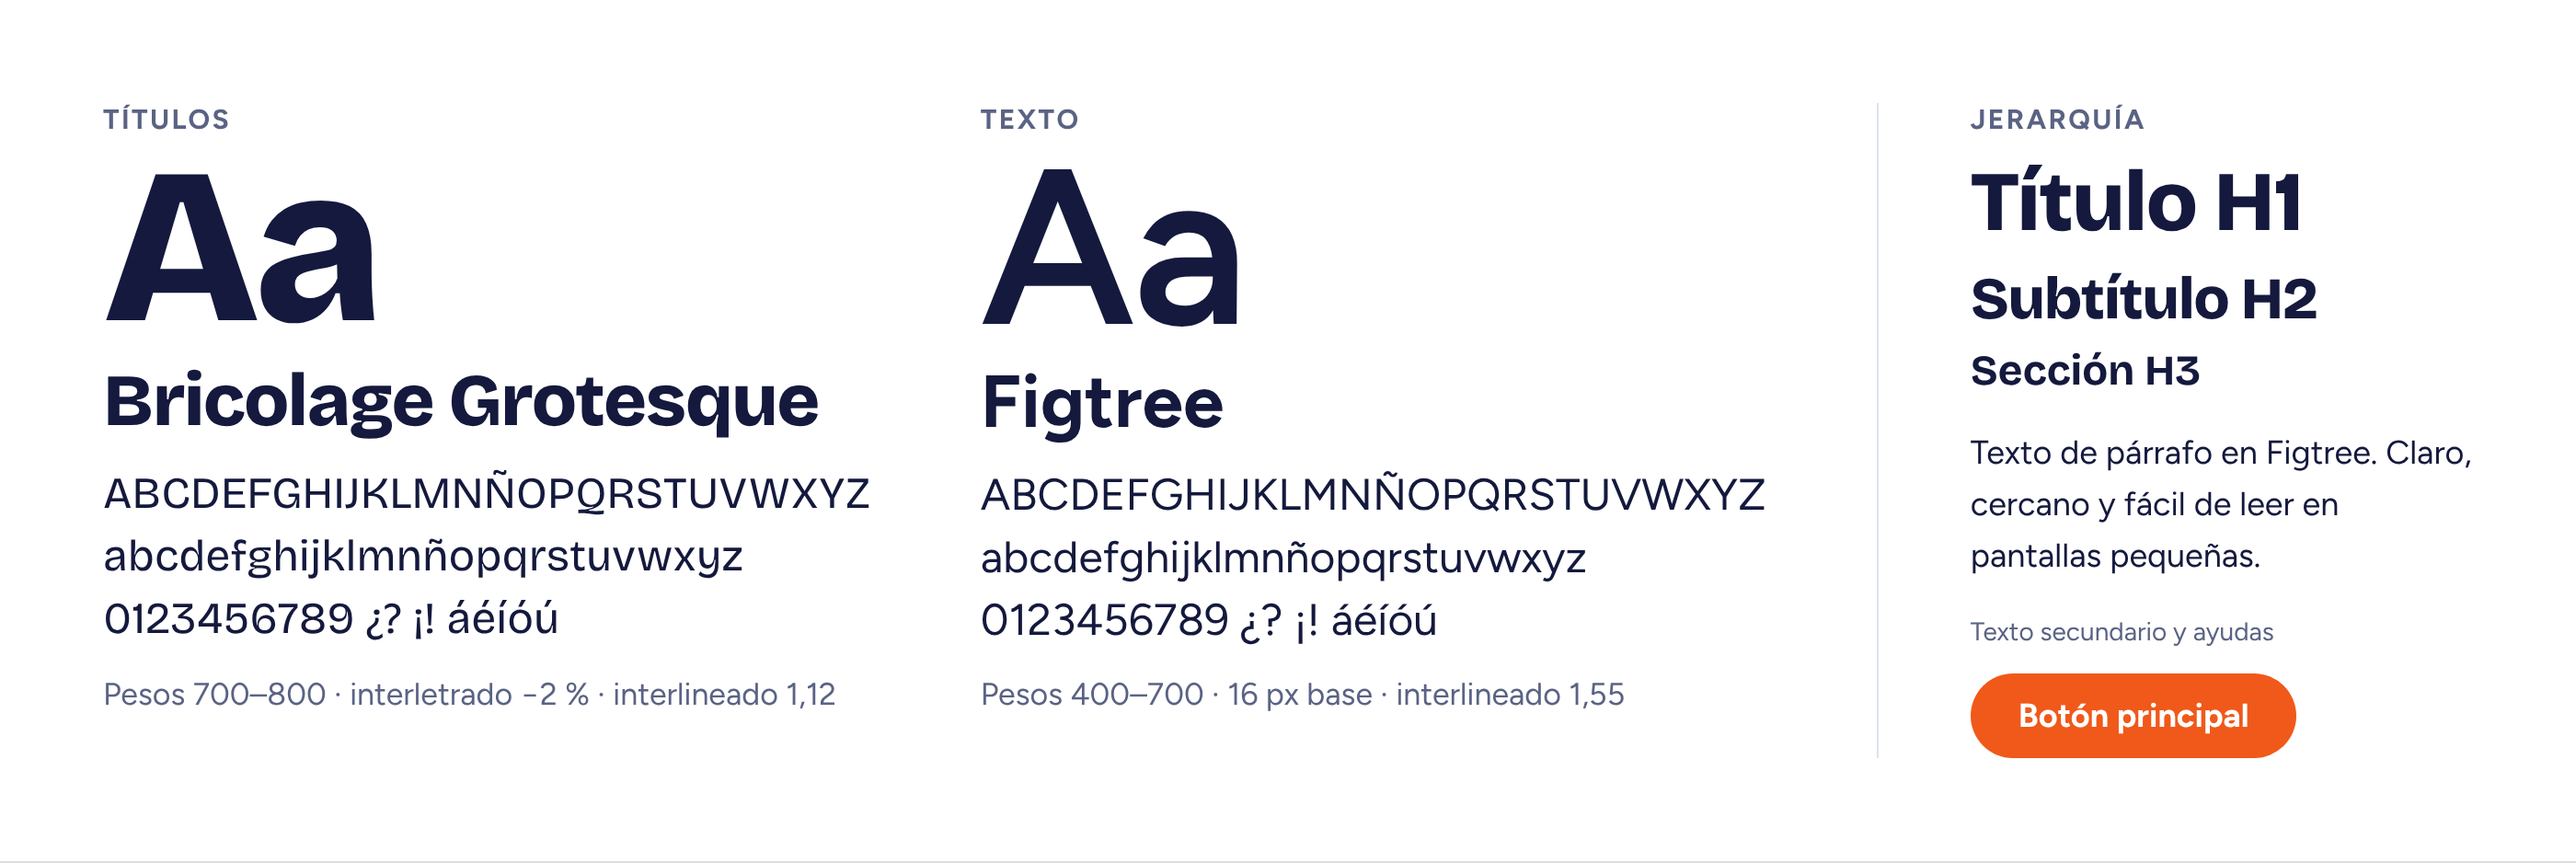 TÍTULOS
Aa
Bricolage Grotesque
ABCDEFGHIJKLMNÑOPQRSTUVWXYZ
abcdefghijklmnñopqrstuvwxyz
0123456789 ¿? ¡! áéíóú
Pesos 700–800 · interletrado −2 % · interlineado 1,12
TEXTO
Aa
Figtree
ABCDEFGHIJKLMNÑOPQRSTUVWXYZ
abcdefghijklmnñopqrstuvwxyz
0123456789 ¿? ¡! áéíóú
Pesos 400–700 · 16 px base · interlineado 1,55
JERARQUÍA
Título H1
Subtítulo H2
Sección H3
Texto de párrafo en Figtree. Claro,
cercano y fácil de leer en
pantallas pequeñas.
Texto secundario y ayudas
Botón principal